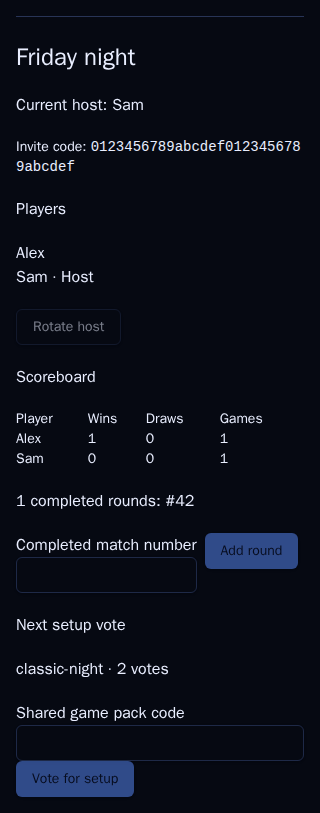 Friday night
Current host: Sam
Invite code: 0123456789abcdef012345678
9abcdef
Players
Alex
Sam · Host
Rotate host
Scoreboard
Player Wins Draws Games
Alex 1 0 1
Sam 0 0 1
1 completed rounds: #42
Completed match number Add round
Next setup vote
classic-night · 2 votes
Shared game pack code
Vote for setup